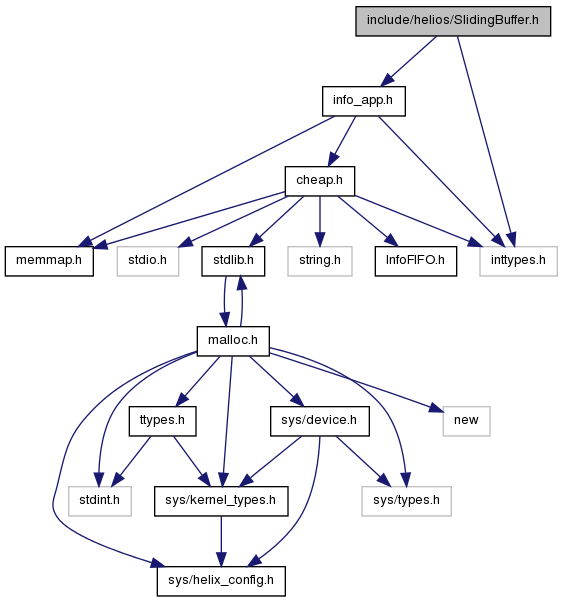 include/helios/SlidingBuffer.h
info_app.h
cheap.h
memmap.h
stdio.h
stdlib.h
string.h
InfoFIFO.h
inttypes.h
malloc.h
ttypes.h
sys/device.h
new
stdint.h
sys/kernel_types.h
sys/types.h
sys/helix_config.h